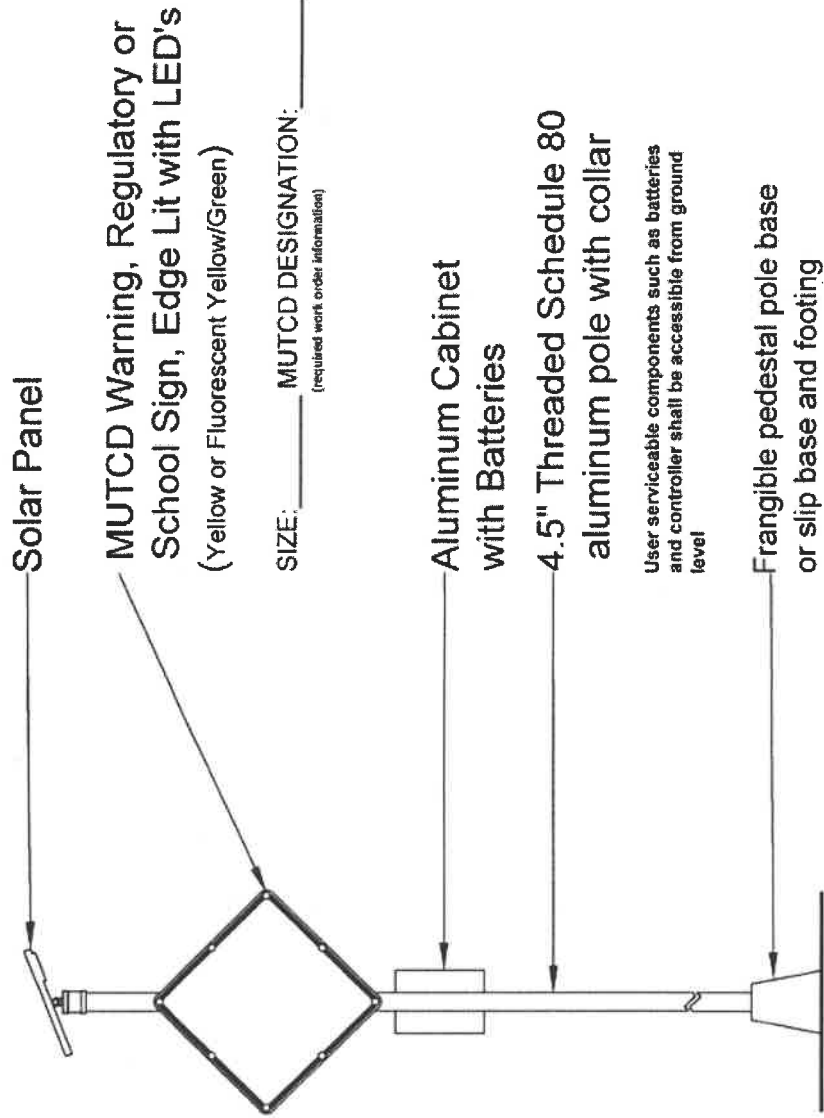 Solar Panel
MUTCD Warning, Regulatory or
School Sign, Edge Lit with LED's
(Yellow or Fluorescent Yellow/Green)
SIZE:________ MUTCD DESIGNATION:________
(required work order information)
Aluminum Cabinet
with Batteries
4.5" Threaded Schedule 80
aluminum pole with collar
User serviceable components such as batteries
and controller shall be accessible from ground
level
Frangible pedestal pole base
or slip base and footing